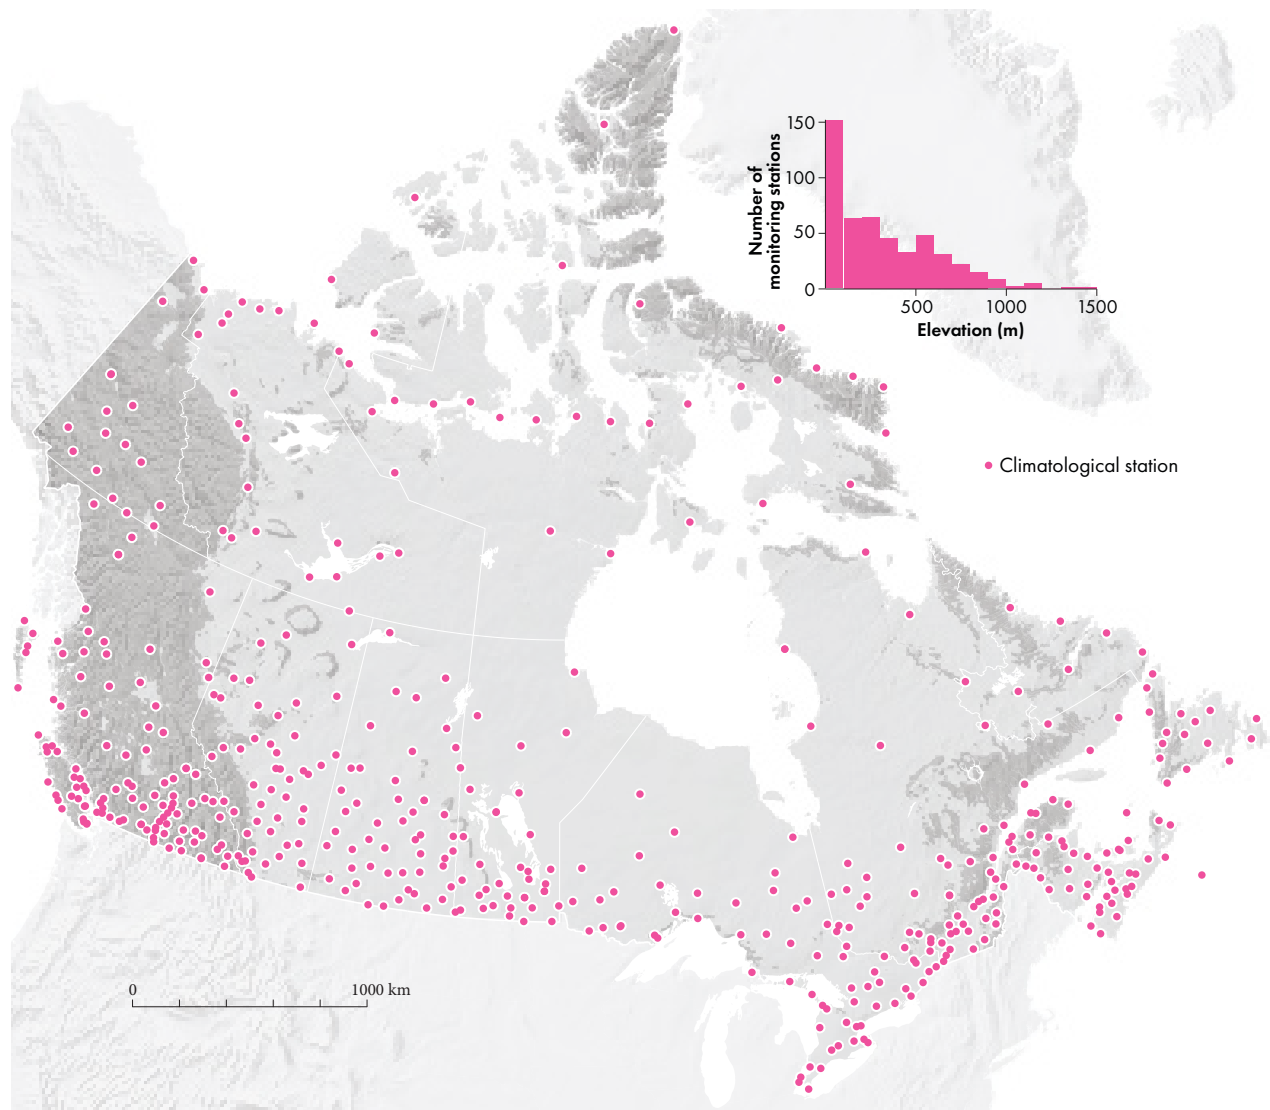 150
100
50
0
Number of
monitoring stations
500
1000
1500
Elevation (m)
Climatological station
0
1000 km